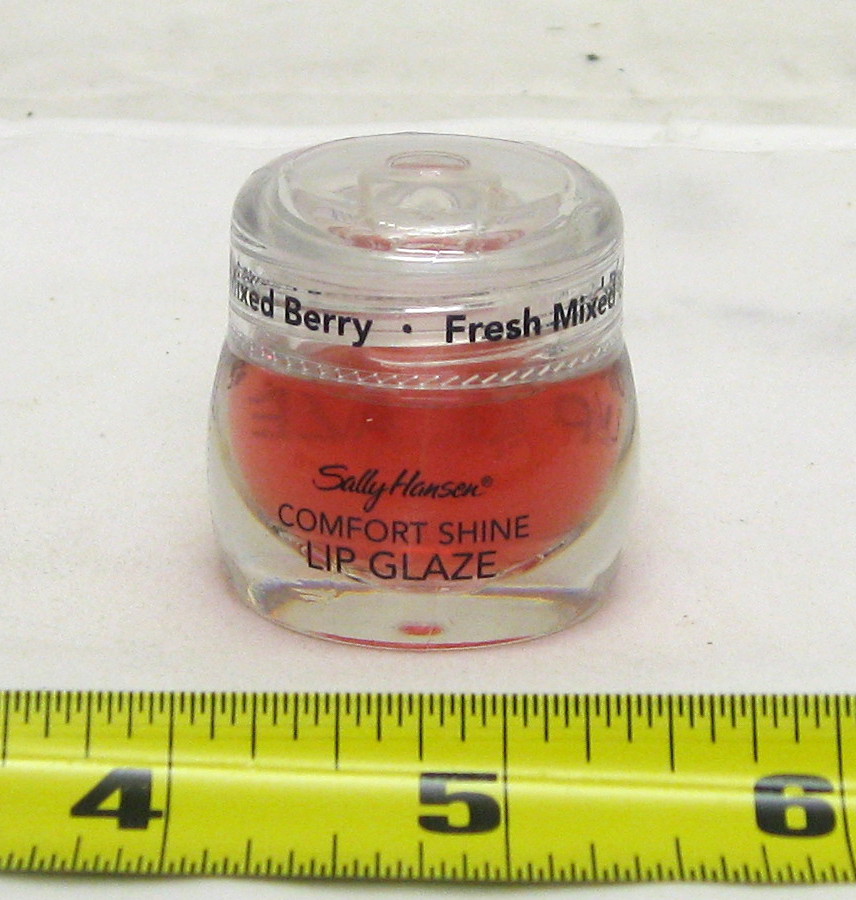 ixed Berry • Fresh Mixed
Sally Hansen®
COMFORT SHINE
LIP GLAZE
4 5 6